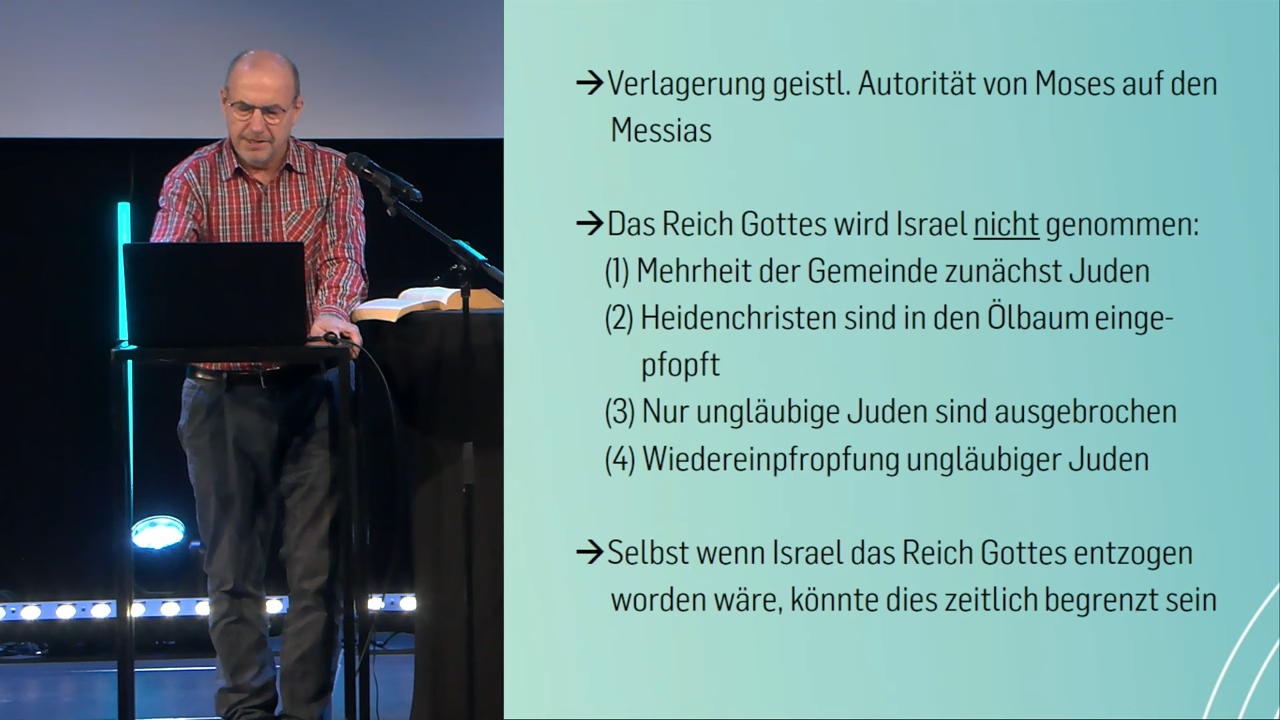 →Verlagerung geistl. Autorität von Moses auf den
Messias
→Das Reich Gottes wird Israel nicht genommen:
(1) Mehrheit der Gemeinde zunächst Juden
(2) Heidenchristen sind in den Ölbaum einge-
pfopft
(3) Nur ungläubige Juden sind ausgebrochen
(4) Wiedereinpfropfung ungläubiger Juden
→Selbst wenn Israel das Reich Gottes entzogen
worden wäre, könnte dies zeitlich begrenzt sein